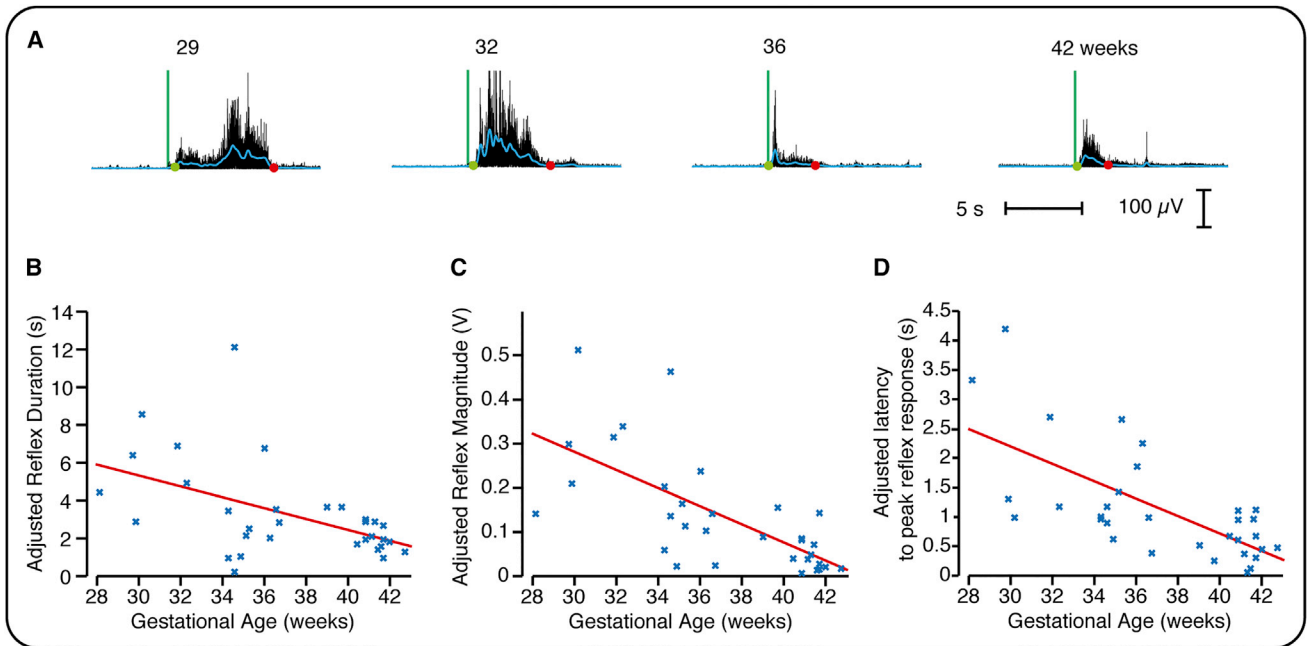 A
29 32 36 42 weeks
5 s 100 µV
B C D
Adjusted Reflex Duration (s)
14
12
10
8
6
4
2
0
28 30 32 34 36 38 40 42
Gestational Age (weeks)
Adjusted Reflex Magnitude (V)
0.5
0.4
0.3
0.2
0.1
0
28 30 32 34 36 38 40 42
Gestational Age (weeks)
Adjusted latency
to peak reflex response (s)
4.5
4
3.5
3
2.5
2
1.5
1
0.5
0
28 30 32 34 36 38 40 42
Gestational Age (weeks)